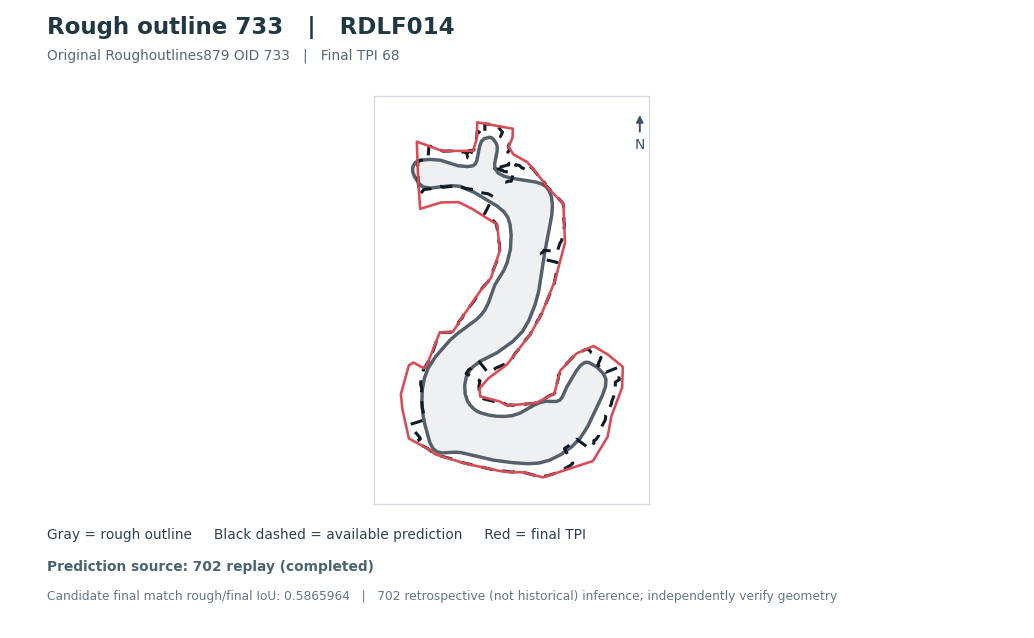 Rough outline 733   |   RDLF014
Original Roughoutlines879 OID 733   |   Final TPI 68
N
Gray = rough outline     Black dashed = available prediction     Red = final TPI
Prediction source: 702 replay (completed)
Candidate final match rough/final IoU: 0.5865964   |   702 retrospective (not historical) inference; independently verify geometry